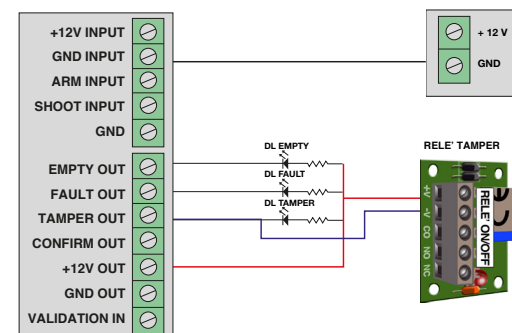 +12V INPUT
GND INPUT
ARM INPUT
SHOOT INPUT
GND
EMPTY OUT
FAULT OUT
TAMPER OUT
CONFIRM OUT
+12V OUT
GND OUT
VALIDATION IN
DL EMPTY
DL FAULT
DL TAMPER
+ 12 V
GND
RELE' TAMPER
+V
-V
CO
NO
NC
RELE' ON/OFF